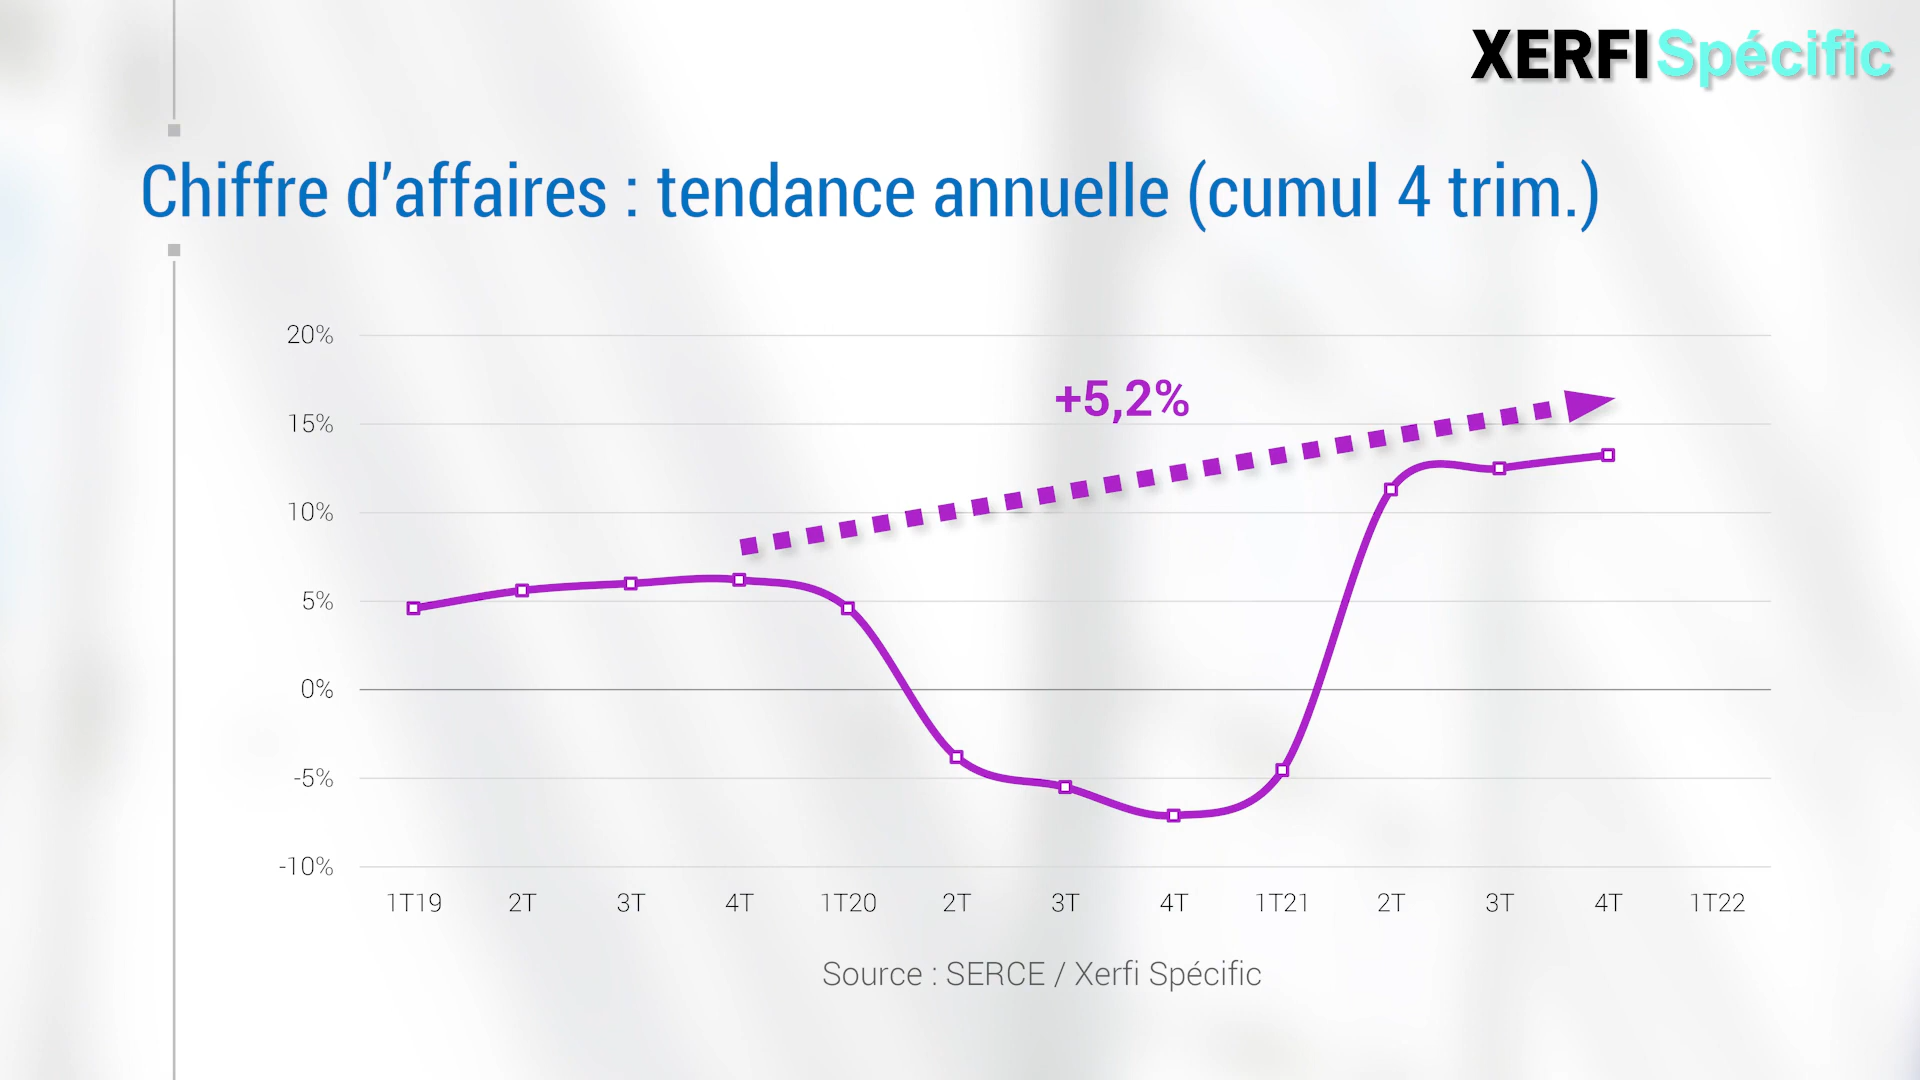 XERFI Spécific
Chiffre d’affaires : tendance annuelle (cumul 4 trim.)
20%
+5,2%
15%
10%
5%
0%
-5%
-10%
1T19 2T 3T 4T 1T20 2T 3T 4T 1T21 2T 3T 4T 1T22
Source : SERCE / Xerfi Spécific